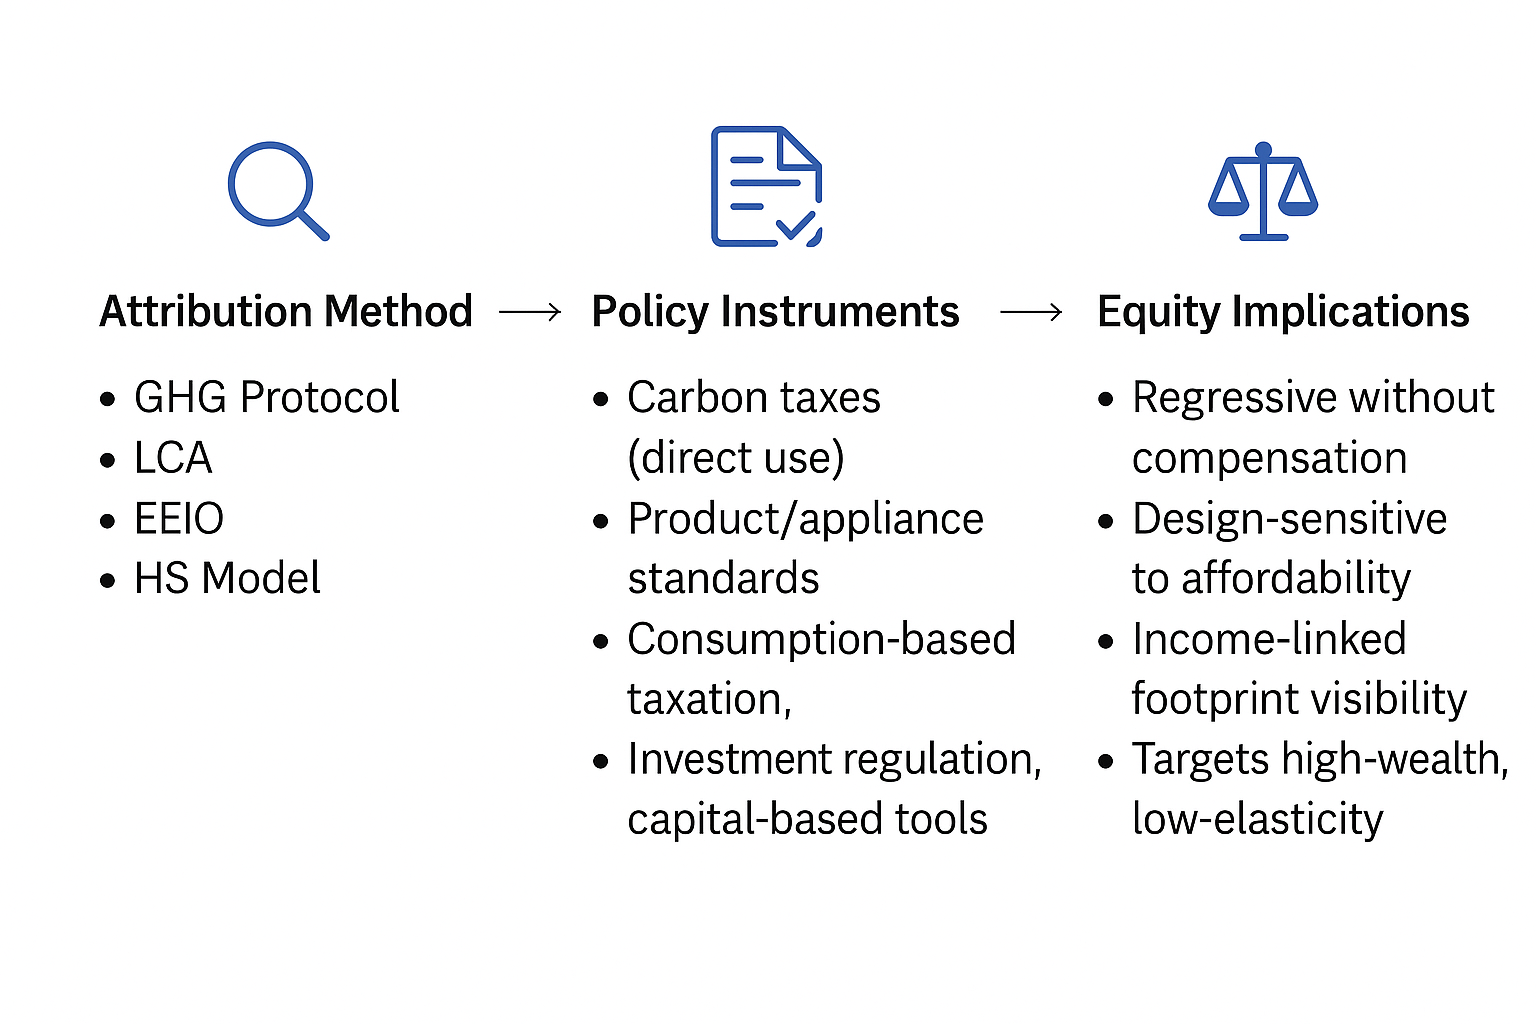 Attribution Method → Policy Instruments → Equity Implications
• GHG Protocol
• LCA
• EEIO
• HS Model
• Carbon taxes
(direct use)
• Product/appliance
standards
• Consumption-based
taxation,
• Investment regulation,
capital-based tools
• Regressive without
compensation
• Design-sensitive
to affordability
• Income-linked
footprint visibility
• Targets high-wealth,
low-elasticity